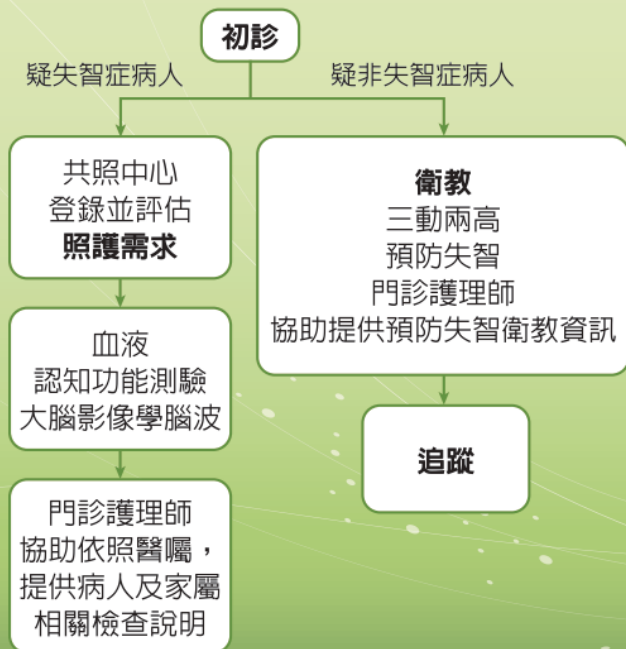 初診
疑失智症病人
疑非失智症病人
共照中心
登錄並評估
照護需求
血液
認知功能測驗
大腦影像學腦波
門診護理師
協助依照醫囑，
提供病人及家屬
相關檢查說明
衛教
三動兩高
預防失智
門診護理師
協助提供預防失智衛教資訊
追蹤